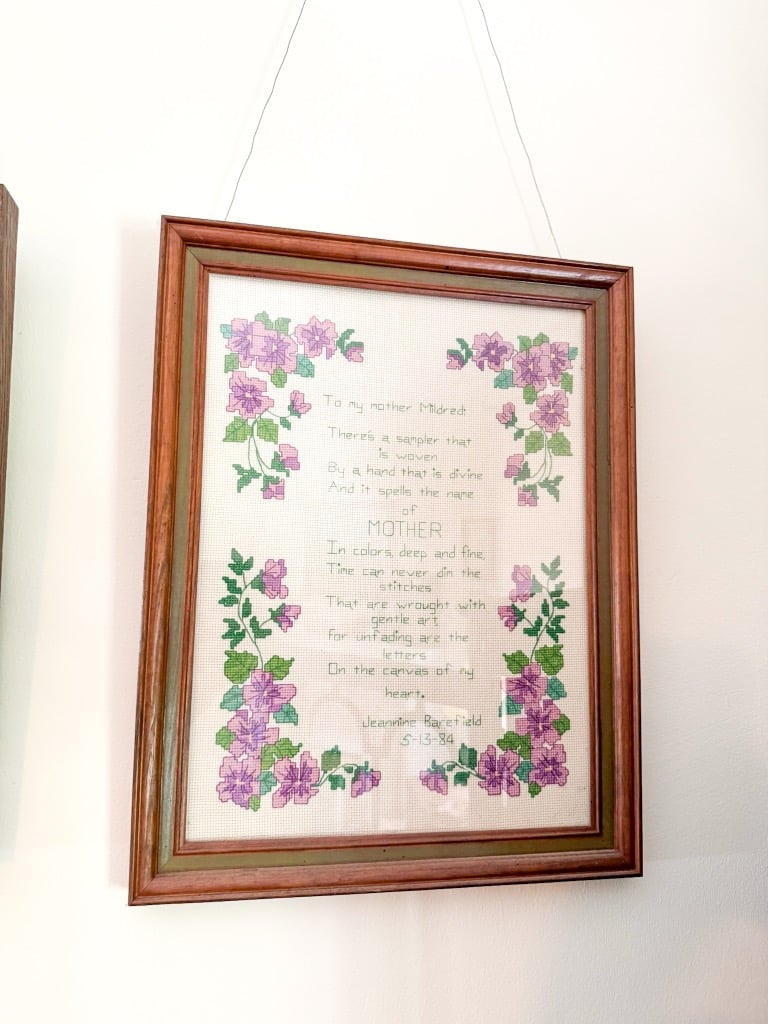 To my mother Mildred:
There's a sampler that
is woven
By a hand that is divine
And it spells the name
of
MOTHER
In colors, deep and fine,
Time can never dim the
stitches
That are wrought with
gentle art,
For unfading are the
letters
On the canvas of my
heart.
Jeannine Barefield
5-13-84